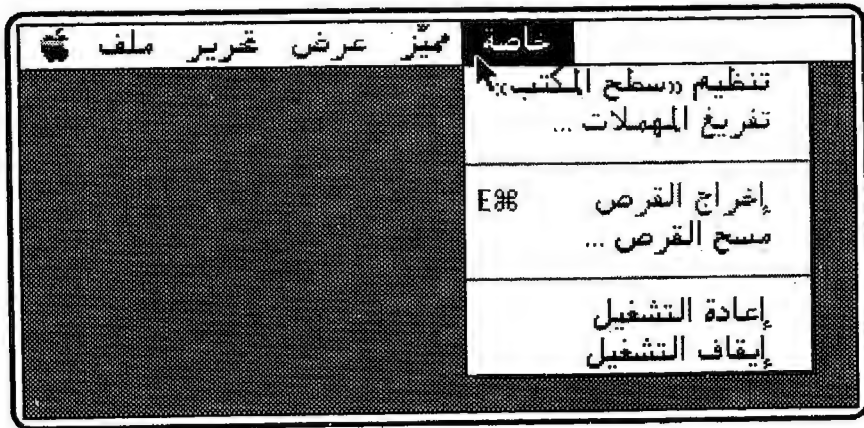 ملف تحرير عرض مميّز خاصة
تنظيم «سطح المكتب»
تفريغ المهملات ...
إخراج القرص E⌘
مسح القرص ...
إعادة التشغيل
إيقاف التشغيل